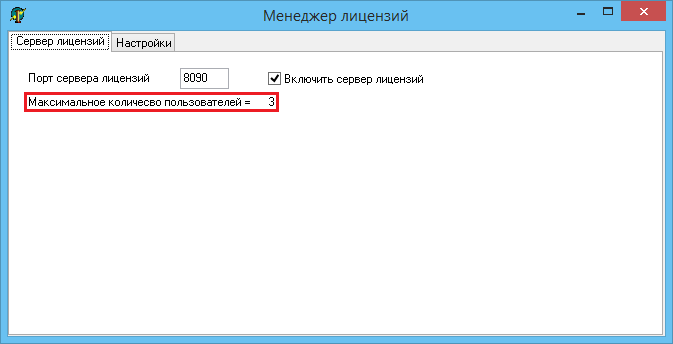 Менеджер лицензий
Сервер лицензий Настройки
Порт сервера лицензий 8090 Включить сервер лицензий
Максимальное количесво пользователей = 3